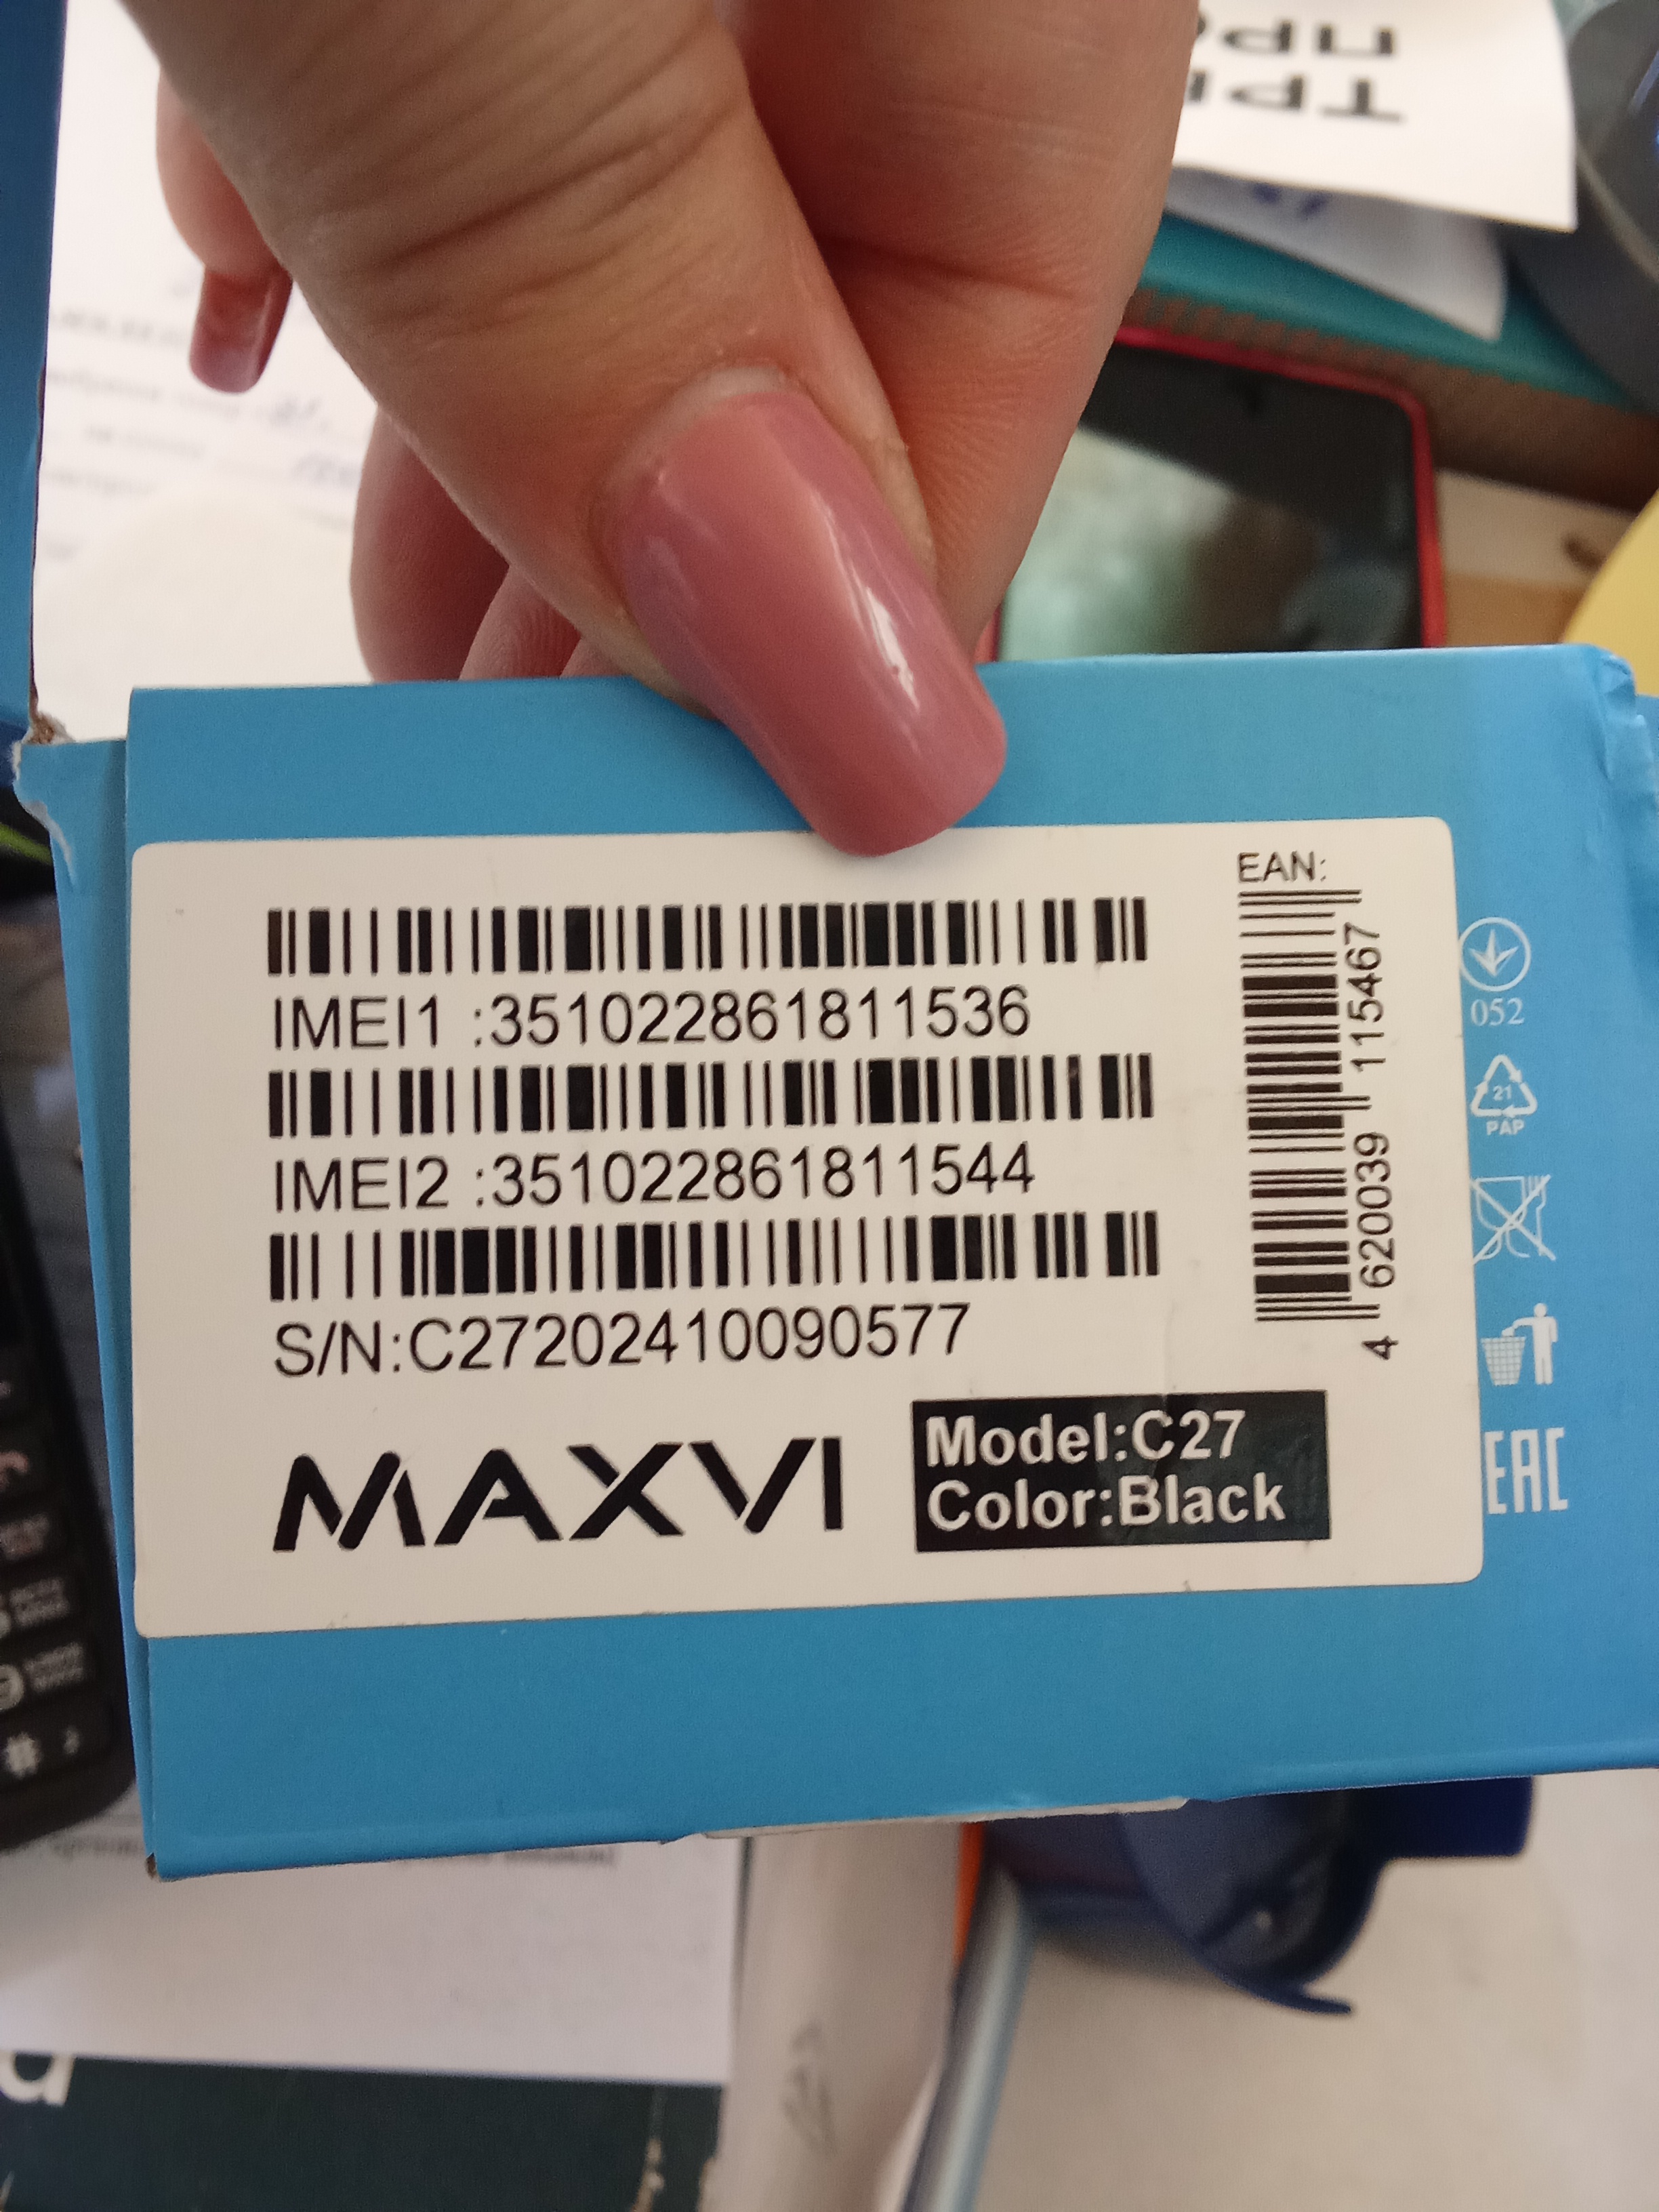 EAN:
IMEI1 :351022861811536
IMEI2 :351022861811544
S/N:C27202410090577
4 620039 115467
MAXVI
Model:C27
Color:Black
052
21
PAP
EAC
#